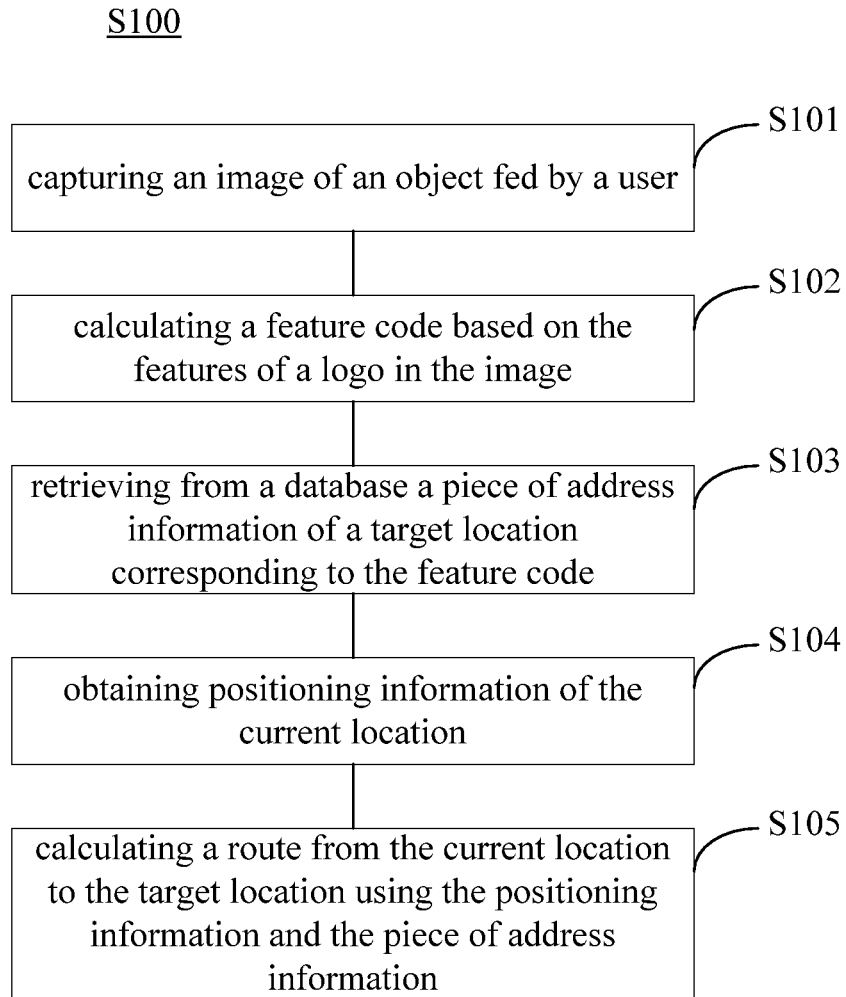 S100
S101
capturing an image of an object fed by a user
S102
calculating a feature code based on the
features of a logo in the image
S103
retrieving from a database a piece of address
information of a target location
corresponding to the feature code
S104
obtaining positioning information of the
current location
S105
calculating a route from the current location
to the target location using the positioning
information and the piece of address
information